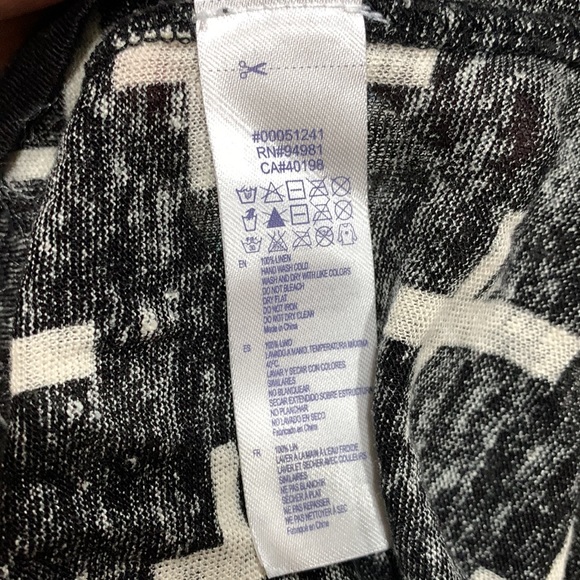 #00051241
RN#94981
CA#40198
EN
100% LINEN
HAND WASH COLD
WASH AND DRY WITH LIKE COLORS
DO NOT BLEACH
DRY FLAT
DO NOT IRON
DO NOT DRY CLEAN
Made in China
ES
100% LINO
LAVADO A MANO, TEMPERATURA MÁXIMA
40ºC.
LAVAR Y SECAR CON COLORES
SIMILARES
NO BLANQUEAR
SECAR EXTENDIDO SOBRE ESTRUCTURA
NO PLANCHAR
NO LAVADO EN SECO
Fabricado en China
FR
100% LIN
LAVER À LA MAIN À L'EAU FROIDE
LAVER ET SÉCHER AVEC COULEURS
SIMILAIRES
NE PAS BLANCHIR
SÉCHER À PLAT
NE PAS REPASSER
NE PAS NETTOYER À SEC
Fabriqué en Chine